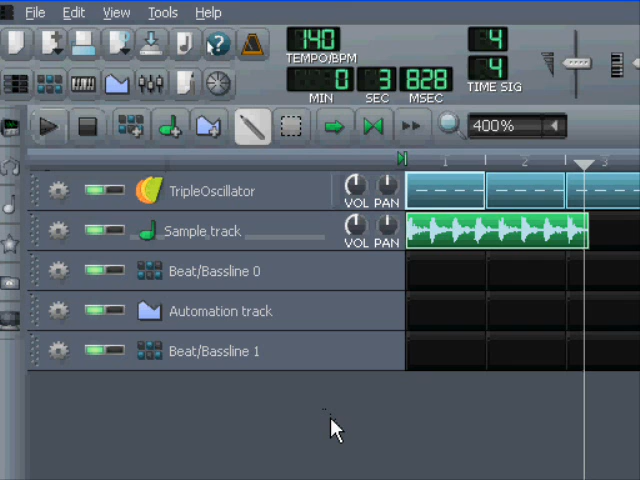 File Edit View Tools Help
140
TEMPO/BPM
0 3 828
MIN SEC MSEC
4
4
TIME SIG
400%
1 2 3
TripleOscillator
VOL PAN
Sample track
VOL PAN
Beat/Bassline 0
Automation track
Beat/Bassline 1